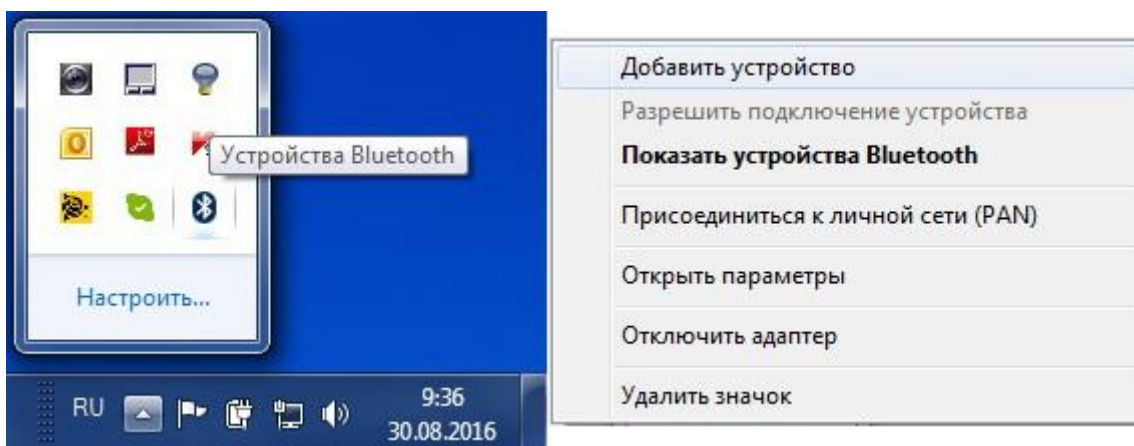 Устройства Bluetooth
Настроить...
RU
9:36
30.08.2016
Добавить устройство
Разрешить подключение устройства
Показать устройства Bluetooth
Присоединиться к личной сети (PAN)
Открыть параметры
Отключить адаптер
Удалить значок